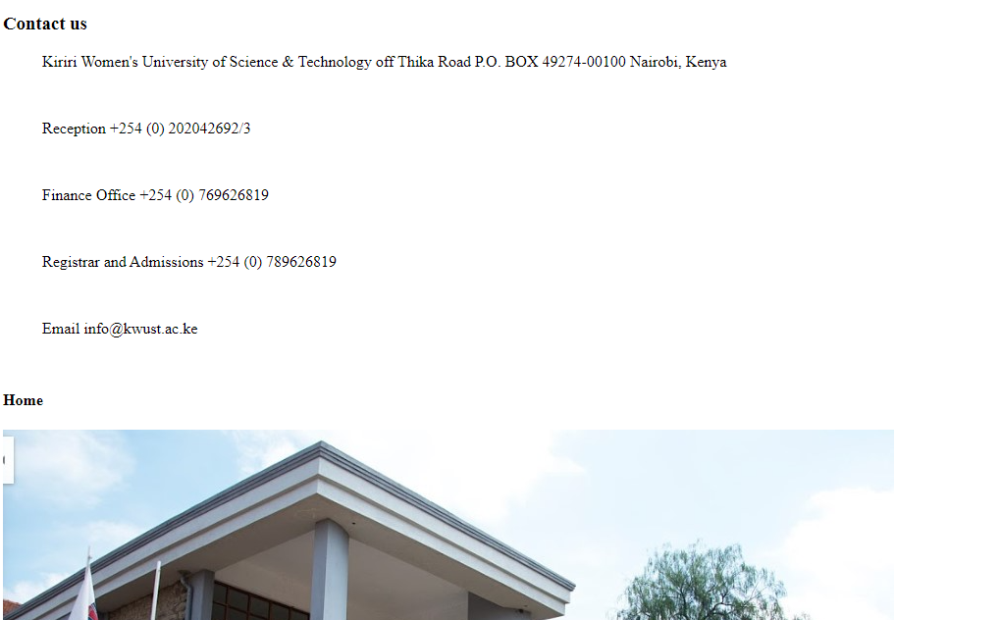 Contact us
Kiriri Women's University of Science & Technology off Thika Road P.O. BOX 49274-00100 Nairobi, Kenya
Reception +254 (0) 202042692/3
Finance Office +254 (0) 769626819
Registrar and Admissions +254 (0) 789626819
Email info@kwust.ac.ke
Home